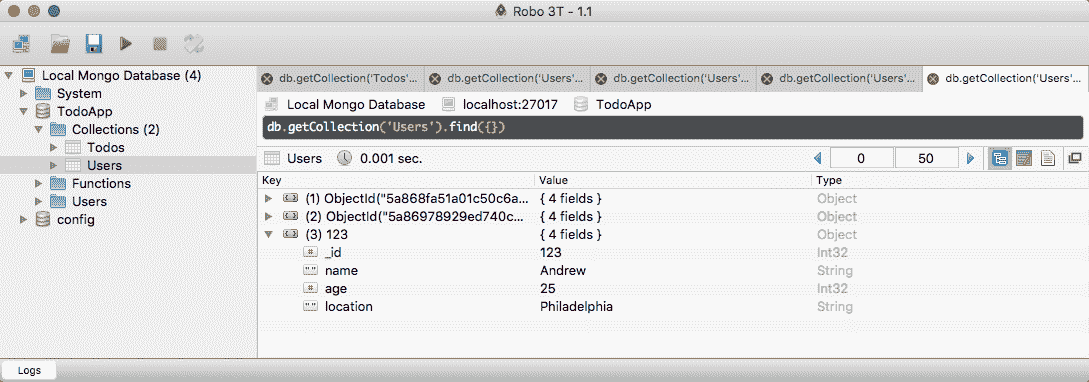 Robo 3T - 1.1
Local Mongo Database (4)
System
TodoApp
Collections (2)
Todos
Users
Functions
Users
config
db.getCollection('Todos'... db.getCollection('Users'... db.getCollection('Users'... db.getCollection('Users'... db.getCollection('Users'...
Local Mongo Database localhost:27017 TodoApp
db.getCollection('Users').find({})
Users 0.001 sec. 0 50
Key Value Type
(1) ObjectId("5a868fa51a01c50c6a... { 4 fields } Object
(2) ObjectId("5a86978929ed740c... { 4 fields } Object
(3) 123 { 4 fields } Object
_id 123 Int32
name Andrew String
age 25 Int32
location Philadelphia String
Logs